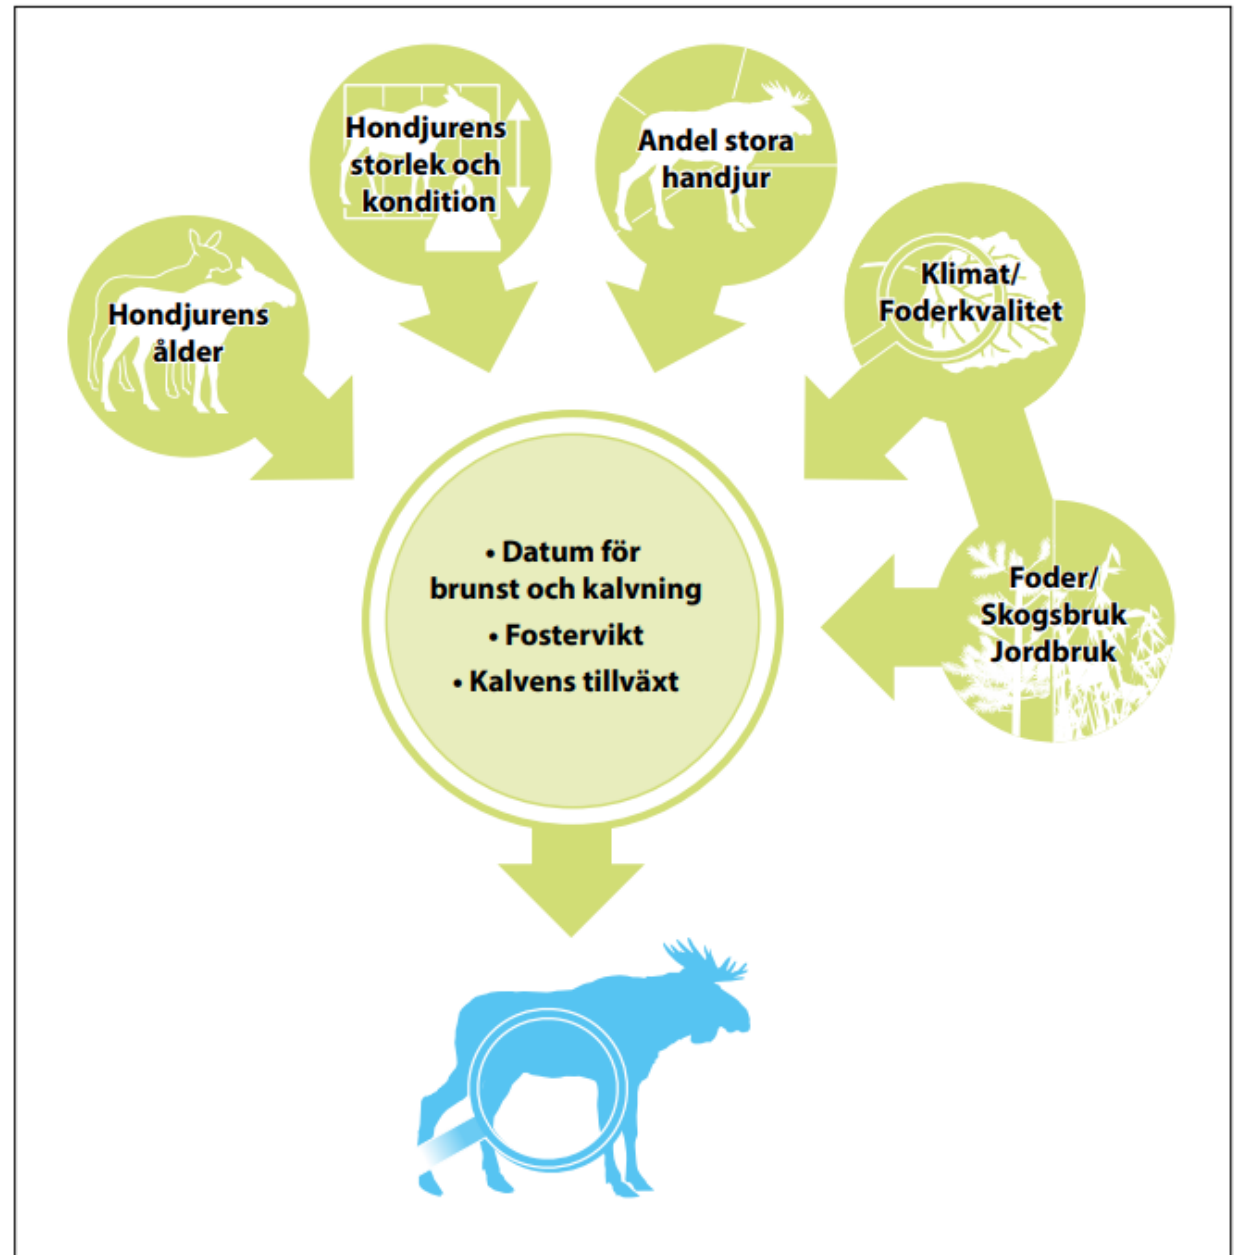 Hondjurens
storlek och
kondition
Andel stora
handjur
Klimat/
Foderkvalitet
Hondjurens
ålder
• Datum för
brunst och kalvning
• Fostervikt
• Kalvens tillväxt
Foder/
Skogsbruk
Jordbruk